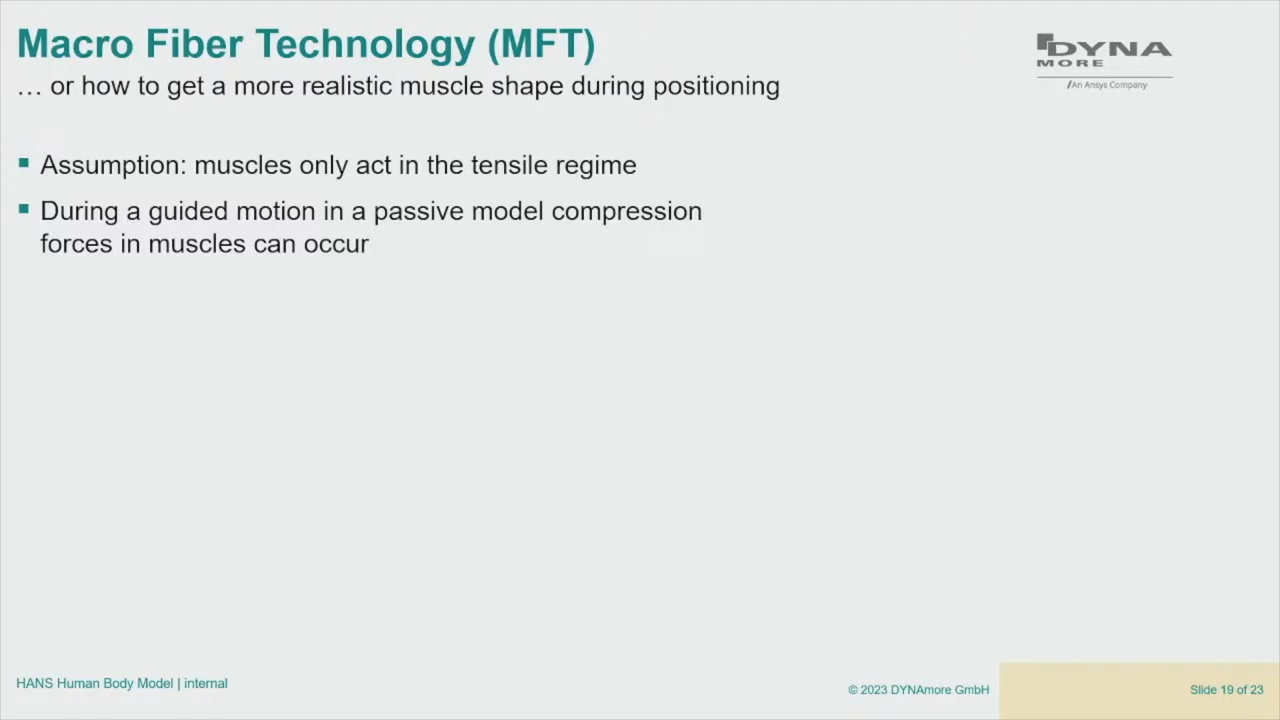 Macro Fiber Technology (MFT)
… or how to get a more realistic muscle shape during positioning
DYNA
MORE
/An Ansys Company
▪ Assumption: muscles only act in the tensile regime
▪ During a guided motion in a passive model compression
forces in muscles can occur
HANS Human Body Model | internal
© 2023 DYNAmore GmbH
Slide 19 of 23